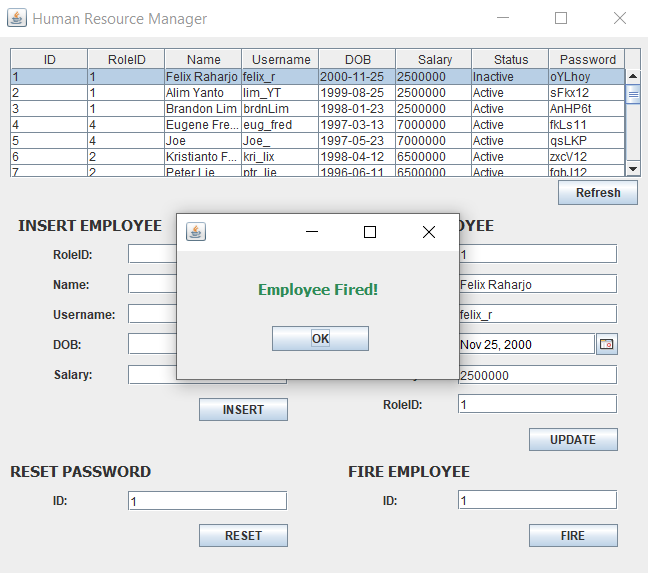 Human Resource Manager
ID RoleID Name Username DOB Salary Status Password
1 1 Felix Raharjo felix_r 2000-11-25 2500000 Inactive oYLhoy
2 1 Alim Yanto lim_YT 1999-08-25 2500000 Active sFkx12
3 1 Brandon Lim brdnLim 1998-01-23 2500000 Active AnHP6t
4 4 Eugene Fre... eug_fred 1997-03-13 7000000 Active fkLs11
5 4 Joe Joe_ 1997-05-23 7000000 Active qsLKP
6 2 Kristianto F... kri_lix 1998-04-12 6500000 Active zxcV12
7 2 Peter Lie ptr_lie 1996-06-11 6500000 Active fghJ12
Refresh
INSERT EMPLOYEE
RoleID:
Name:
Username:
DOB:
Salary:
INSERT
Employee Fired!
OK
1
Felix Raharjo
felix_r
Nov 25, 2000
2500000
RoleID: 1
UPDATE
RESET PASSWORD
ID: 1
RESET
FIRE EMPLOYEE
ID: 1
FIRE